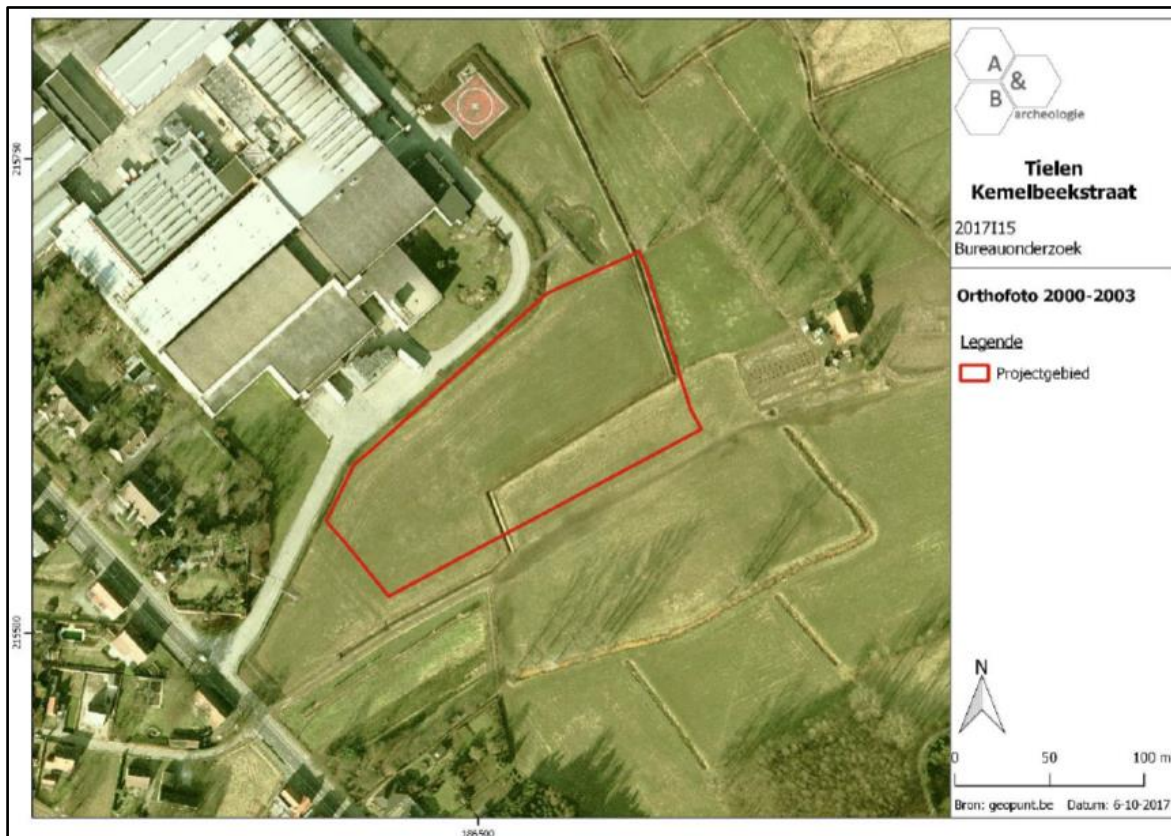 A
&
B
archeologie
Tielen
Kemelbeekstraat
2017I15
Bureauonderzoek
Orthofoto 2000-2003
Legende
Projectgebied
215750
215500
186500
N
0 50 100 m
Bron: geopunt.be Datum: 6-10-2017